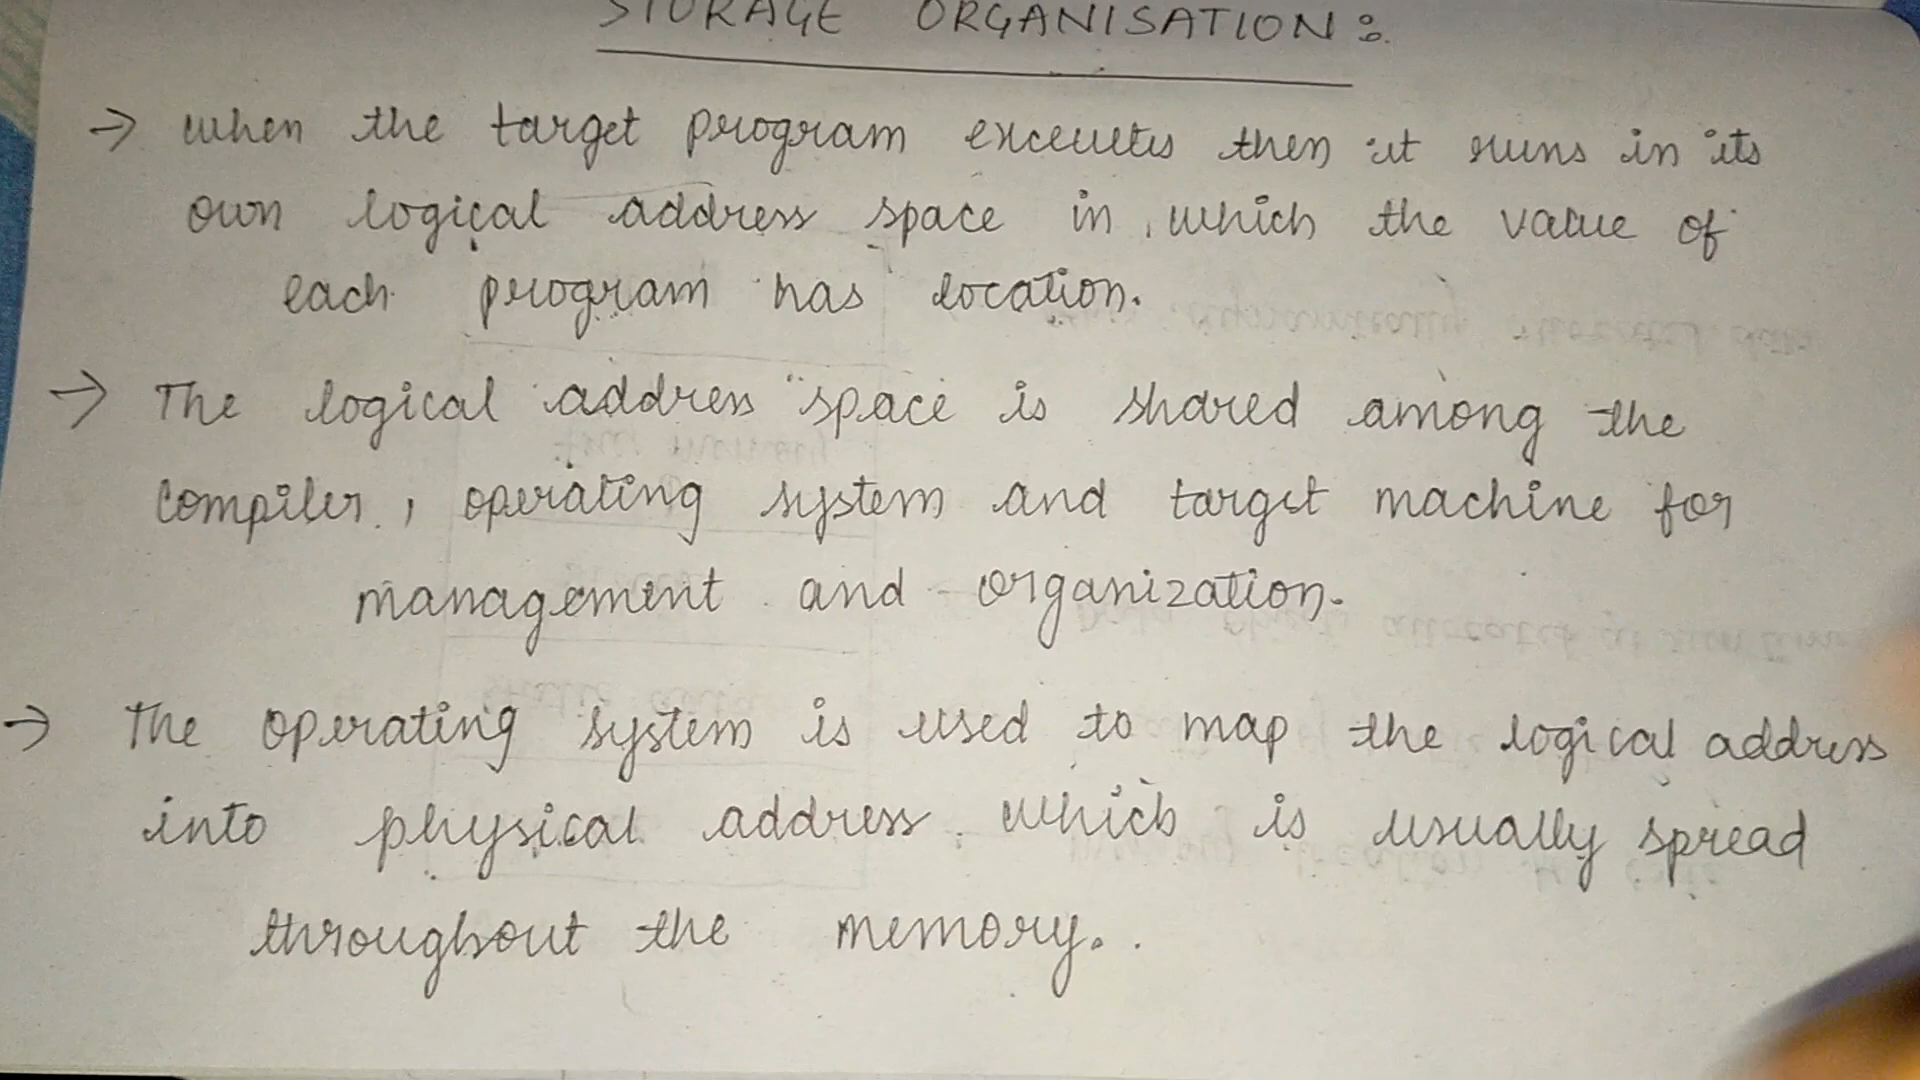 STORAGE ORGANISATION:
→ when the target program exceutes then it runs in its
own logical address space in which the value of
each program has location.
→ The logical address space is shared among the
compiler, operating system and target machine for
management and organization.
→ The operating system is used to map the logical address
into physical address which is usually spread
throughout the memory.